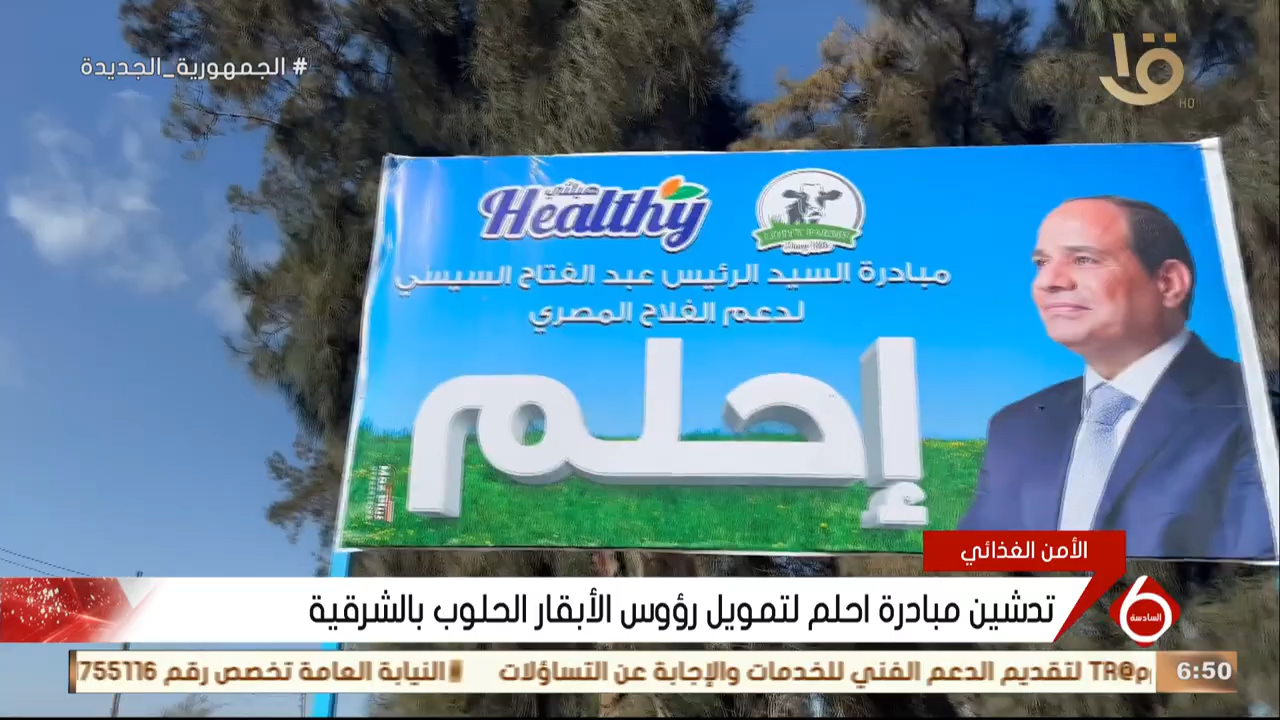 # الجمهورية_الجديدة
HD
هيلثي
Healthy
مبادرة السيد الرئيس عبد الفتاح السيسي
لدعم الفلاح المصري
إحلم
الأمن الغذائي
تدشين مبادرة احلم لتمويل رؤوس الأبقار الحلوب بالشرقية
السادسة
6:50
TR@p لتقديم الدعم الفني للخدمات والإجابة عن التساؤلات
النيابة العامة تخصص رقم 755116